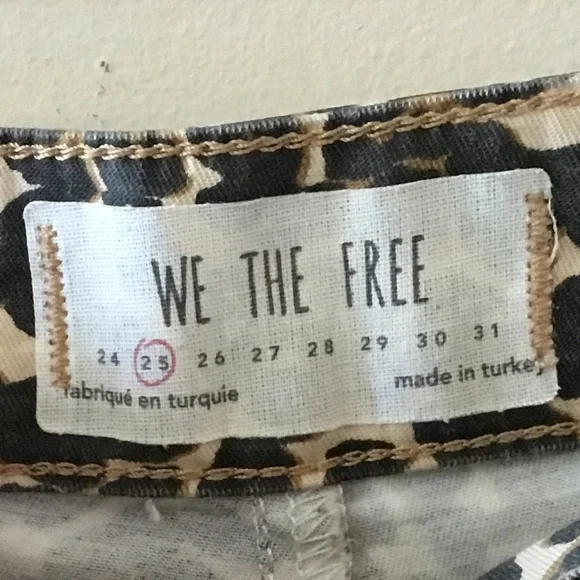 WE THE FREE
24 25 26 27 28 29 30 31
fabriqué en turquie made in turkey